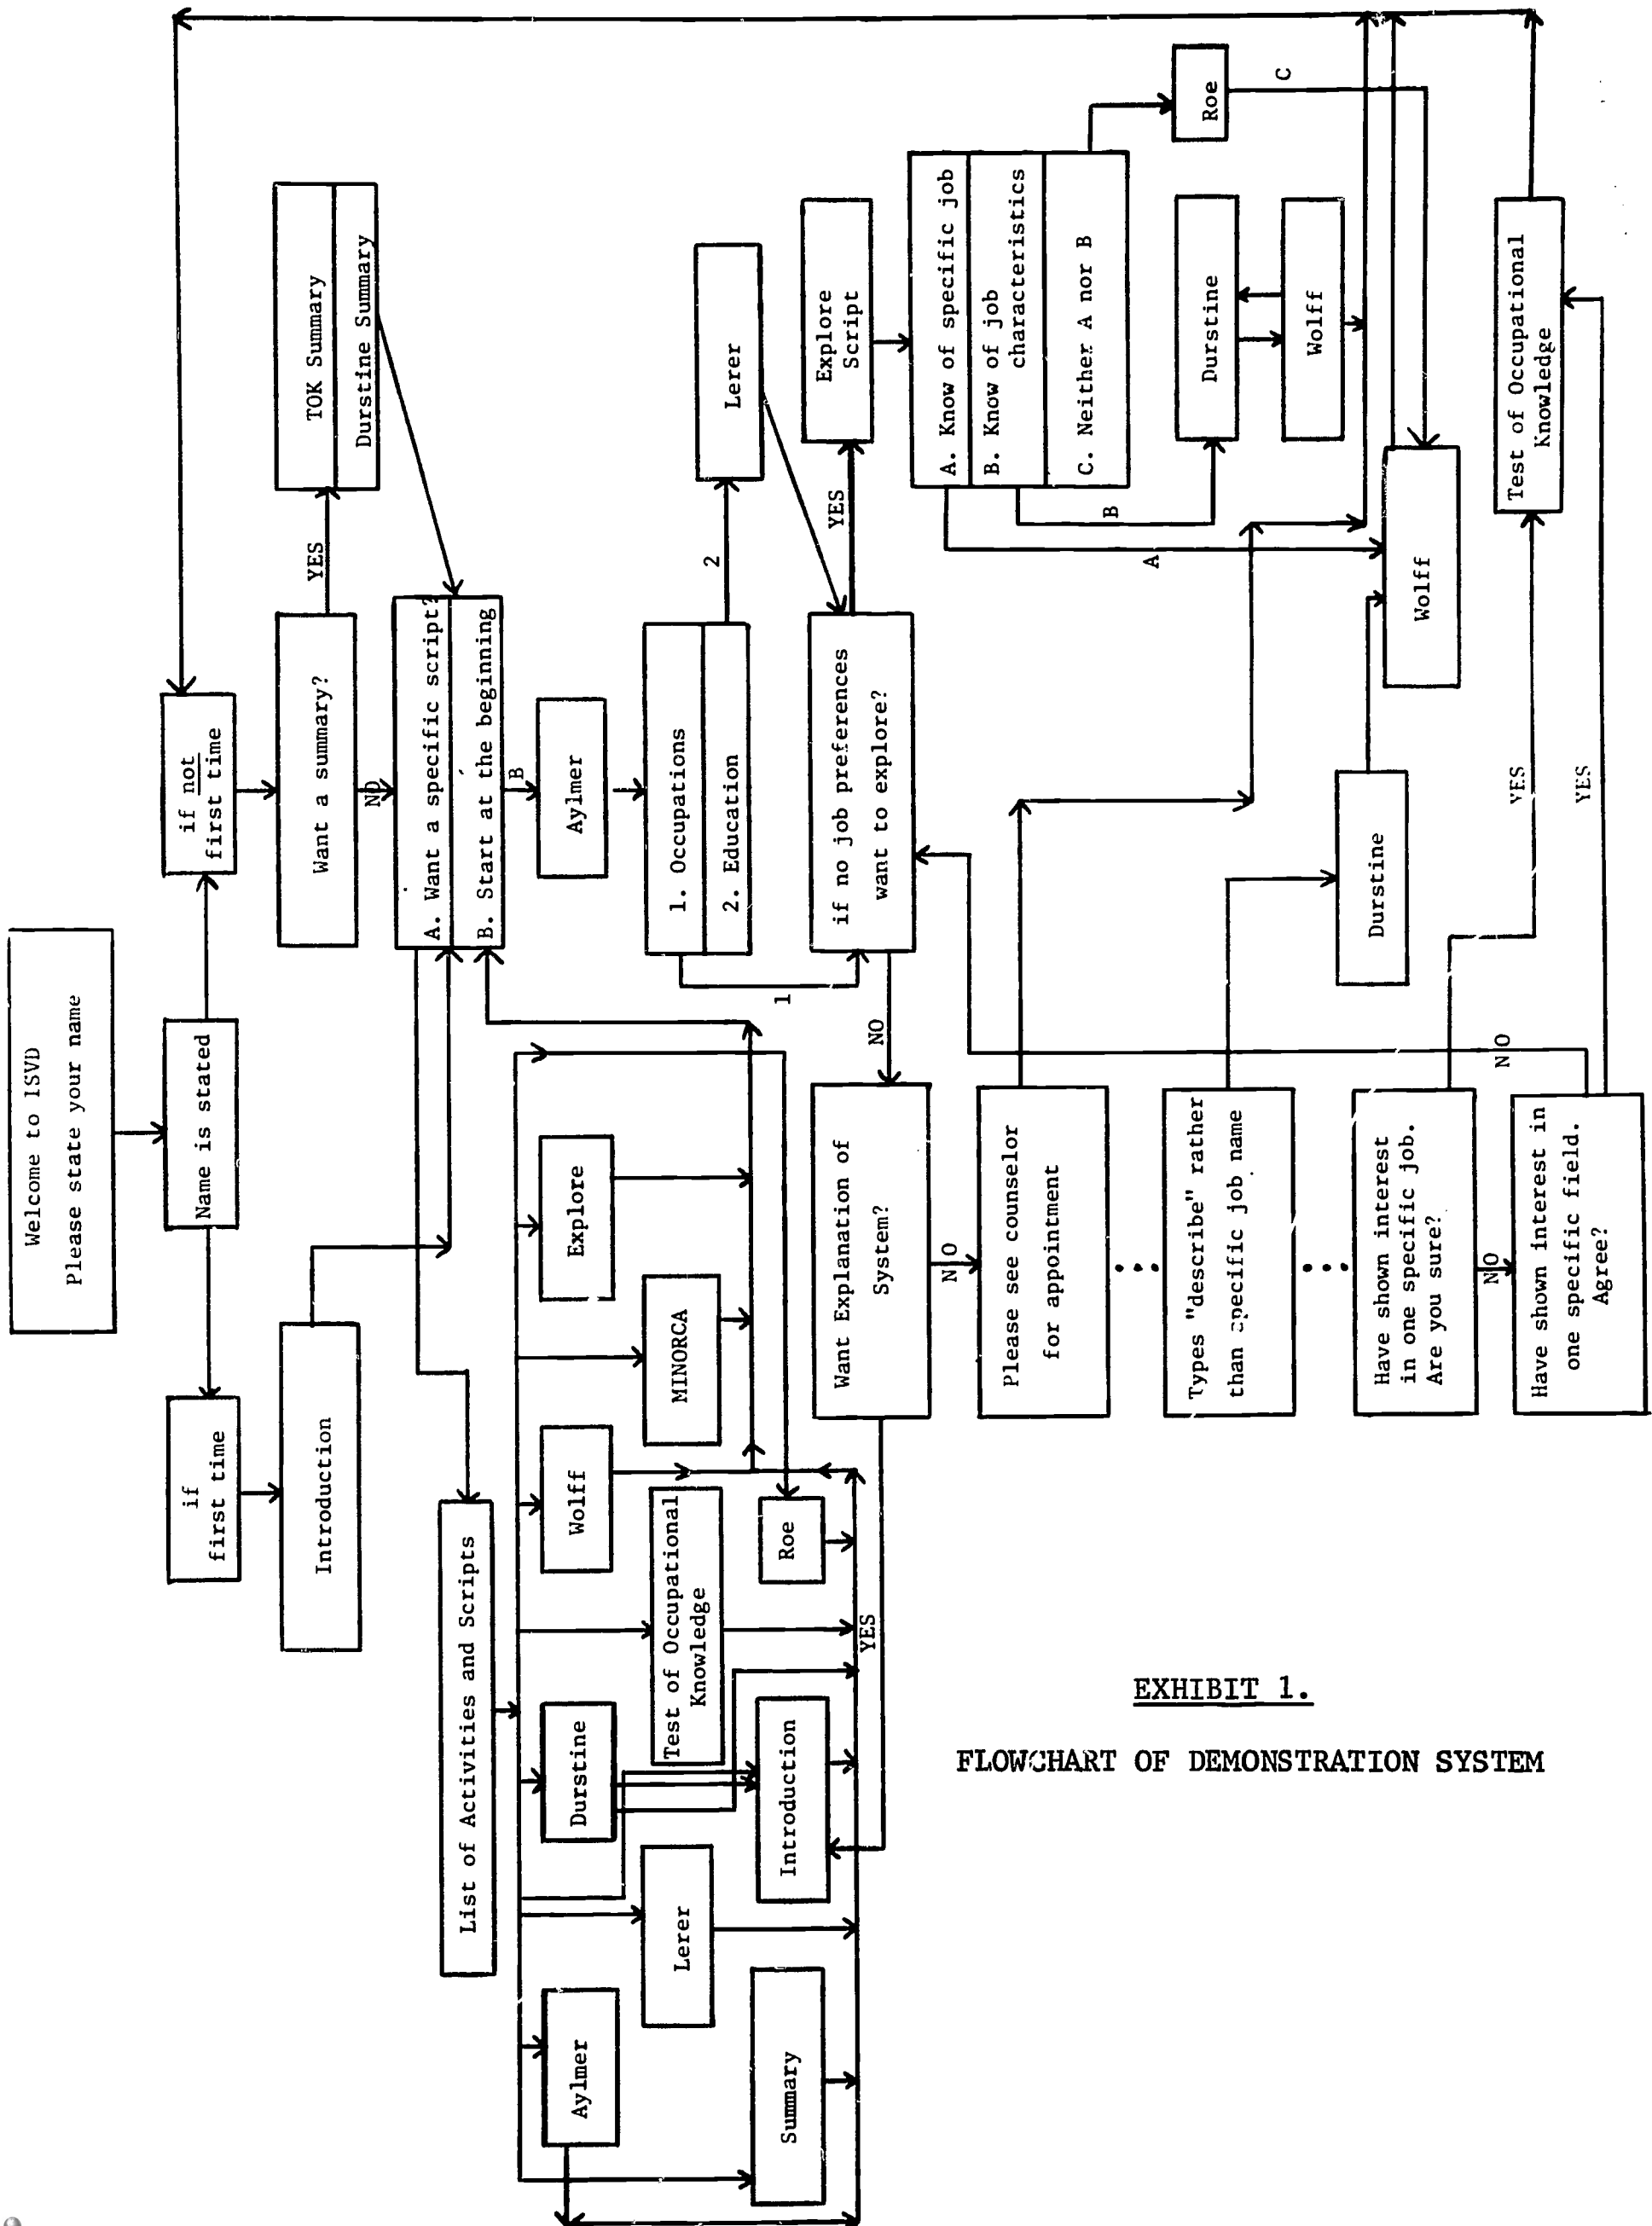 Welcome to ISVD
Please state your name
if
first time
Name is stated
if not
first time
Introduction
Want a summary?
YES
TOK Summary
Durstine Summary
NO
List of Activities and Scripts
A. Want a specific script?
B. Start at the beginning
B
Aylmer
Durstine
Wolff
Explore
Aylmer
Lerer
Test of Occupational
Knowledge
MINORCA
1. Occupations
2. Education
2
Lerer
1
Summary
Introduction
Roe
YES
Want Explanation of
System?
NO
if no job preferences
want to explore?
YES
Explore
Script
NO
Please see counselor
for appointment
A. Know of specific job
B. Know of job
characteristics
C. Neither A nor B
A
B
Roe
C
Durstine
Wolff
Types "describe" rather
than specific job name
Durstine
Wolff
Have shown interest
in one specific job.
Are you sure?
YES
NO
NO
Have shown interest in
one specific field.
Agree?
YES
Test of Occupational
Knowledge
EXHIBIT 1.
FLOWCHART OF DEMONSTRATION SYSTEM